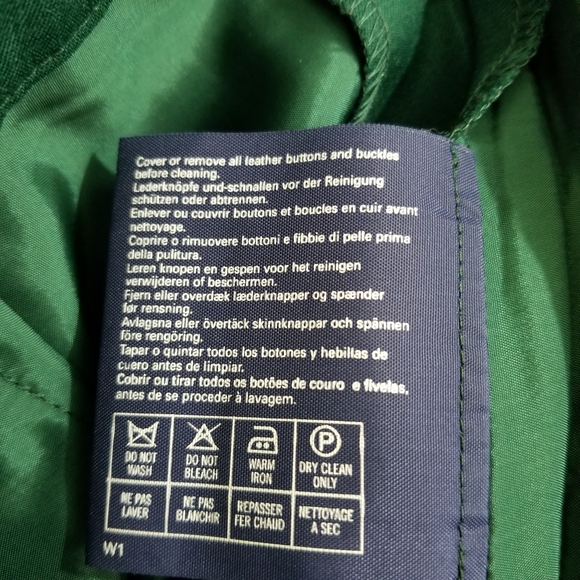 Cover or remove all leather buttons and buckles
before cleaning.
Lederknöpfe und-schnallen vor der Reinigung
schützen oder abtrennen.
Enlever ou couvrir boutons et boucles en cuir avant
nettoyage.
Coprire o rimuovere bottoni e fibbie di pelle prima
della pulitura.
Leren knopen en gespen voor het reinigen
verwijderen of beschermen.
Fjern eller overdæk læderknapper og spænder
før rensning.
Avlagsna eller övertäck skinnknappar och spännen
före rengöring.
Tapar o quintar todos los botones y hebillas de
cuero antes de limpiar.
Cobrir ou tirar todos os botões de couro e fivelas,
antes de se proceder à lavagem.
P
DO NOT WASH
DO NOT BLEACH
WARM IRON
DRY CLEAN ONLY
NE PAS LAVER
NE PAS BLANCHIR
REPASSER FER CHAUD
NETTOYAGE A SEC
W1